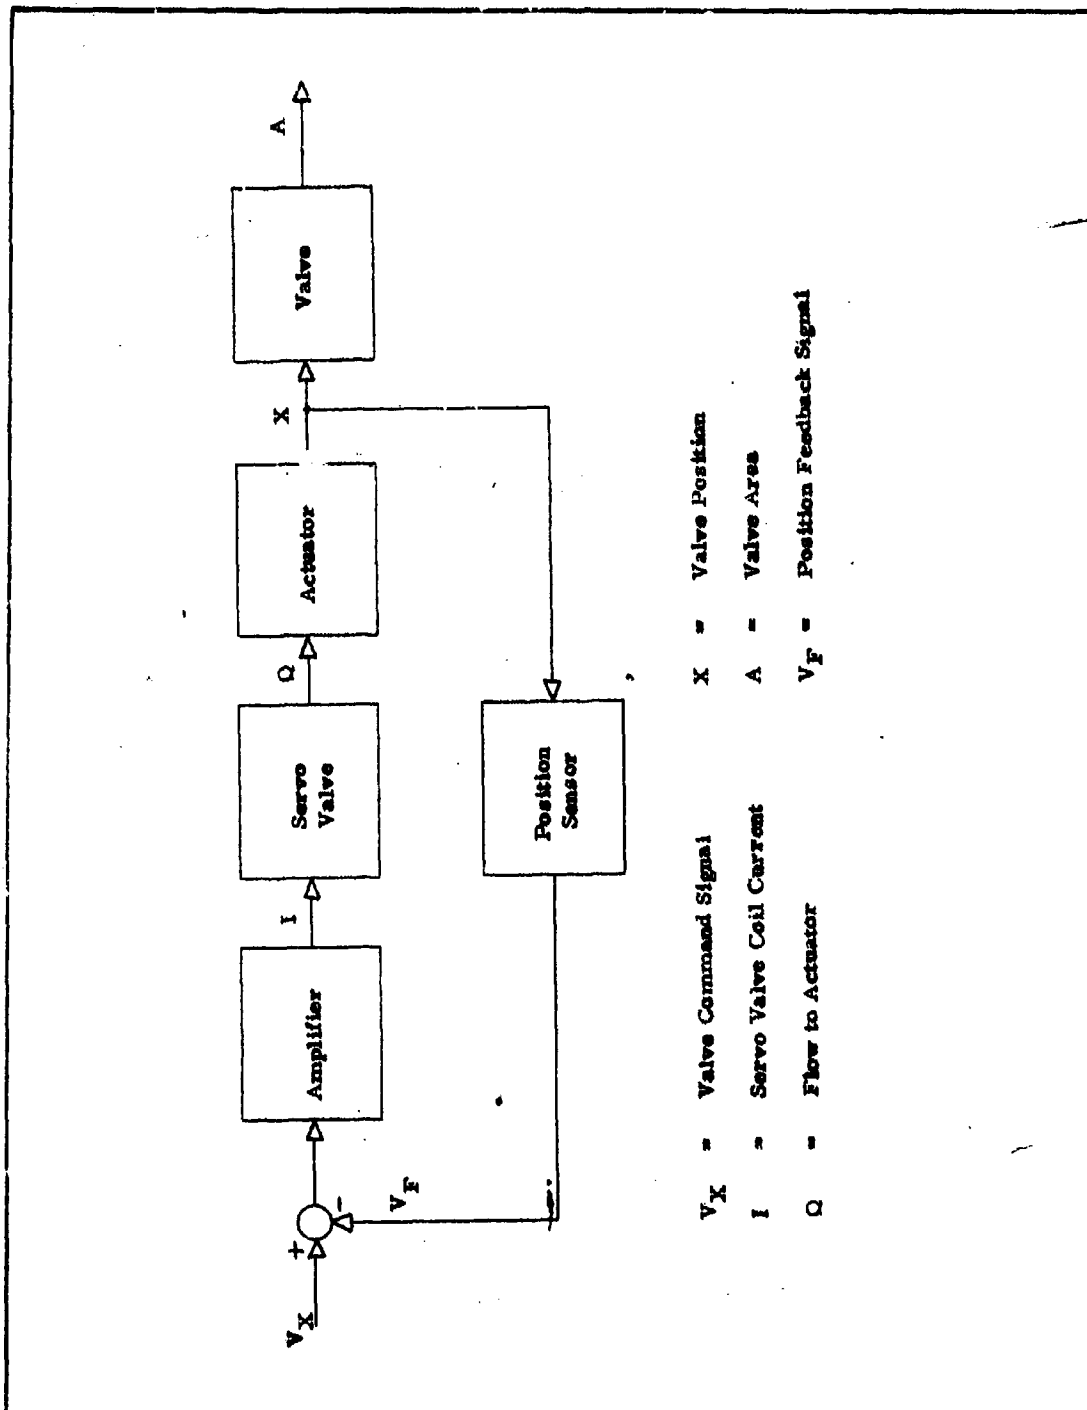 V_X
+
-
Amplifier
I
Servo
Valve
Q
Actuator
X
Valve
A
V_F
Position
Sensor
V_X = Valve Command Signal
I = Servo Valve Coil Current
Q = Flow to Actuator
X = Valve Position
A = Valve Area
V_F = Position Feedback Signal